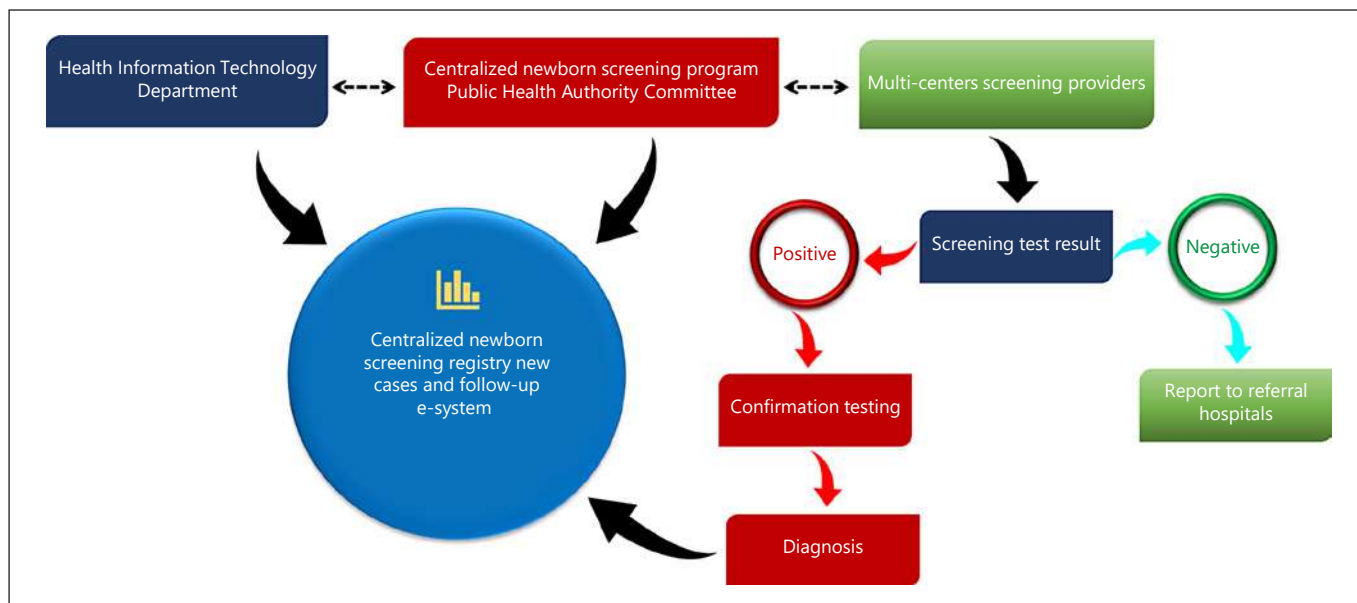 Health Information Technology
Department
Centralized newborn screening program
Public Health Authority Committee
Multi-centers screening providers
Positive
Screening test result
Negative
Centralized newborn
screening registry new
cases and follow-up
e-system
Confirmation testing
Report to referral
hospitals
Diagnosis